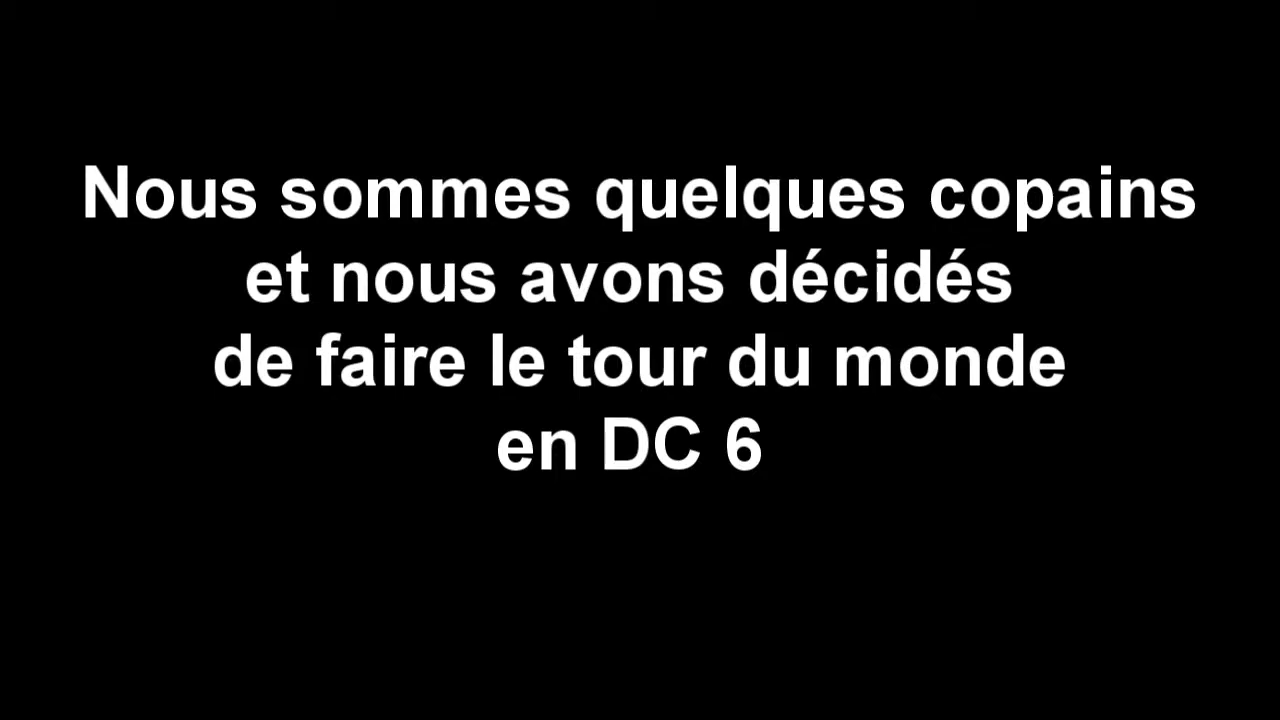 Nous sommes quelques copains
et nous avons décidés
de faire le tour du monde
en DC 6